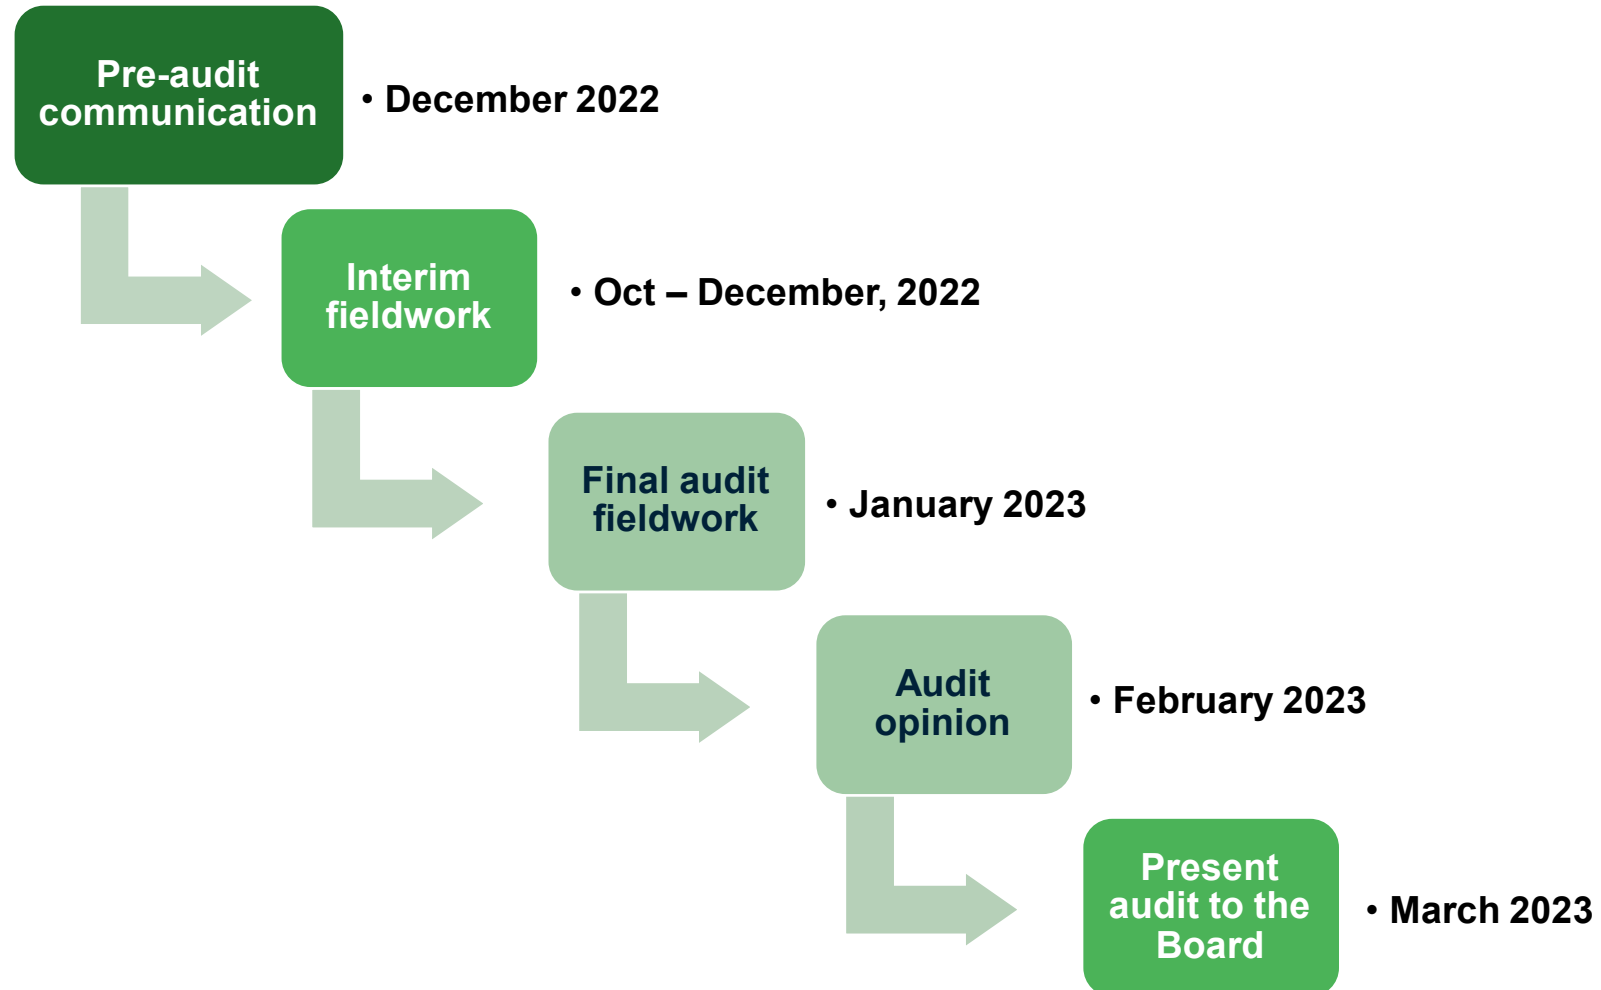 Pre-audit
communication
• December 2022
Interim
fieldwork
• Oct – December, 2022
Final audit
fieldwork
• January 2023
Audit
opinion
• February 2023
Present
audit to the
Board
• March 2023